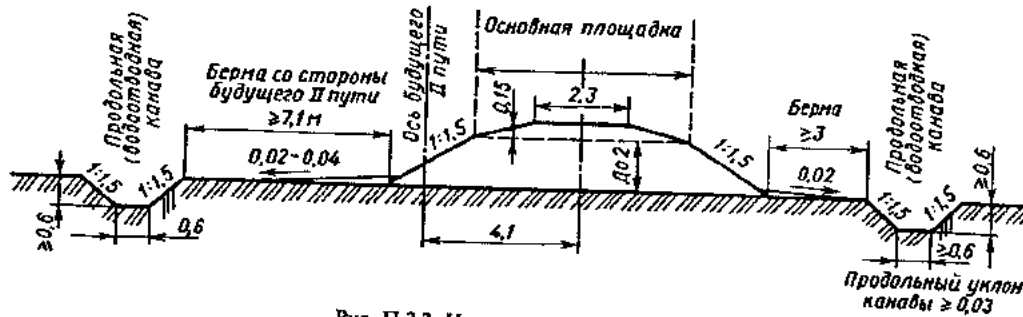 Продольная
(водоотводная)
канава
Берма со стороны
будущего II пути
≥7,1м
Ось будущего
II пути
Основная площадка
0,15
2,3
Берма
≥3
Продольная
(водоотводная)
канава
1:1,5
1:1,5
0,02-0,04
1:1,5
До 2
1:1,5
0,02
1:1,5
1:1,5
≥0,6
≥0,6
0,6
4,1
≥0,6
Продольный уклон
канавы ≥ 0,03